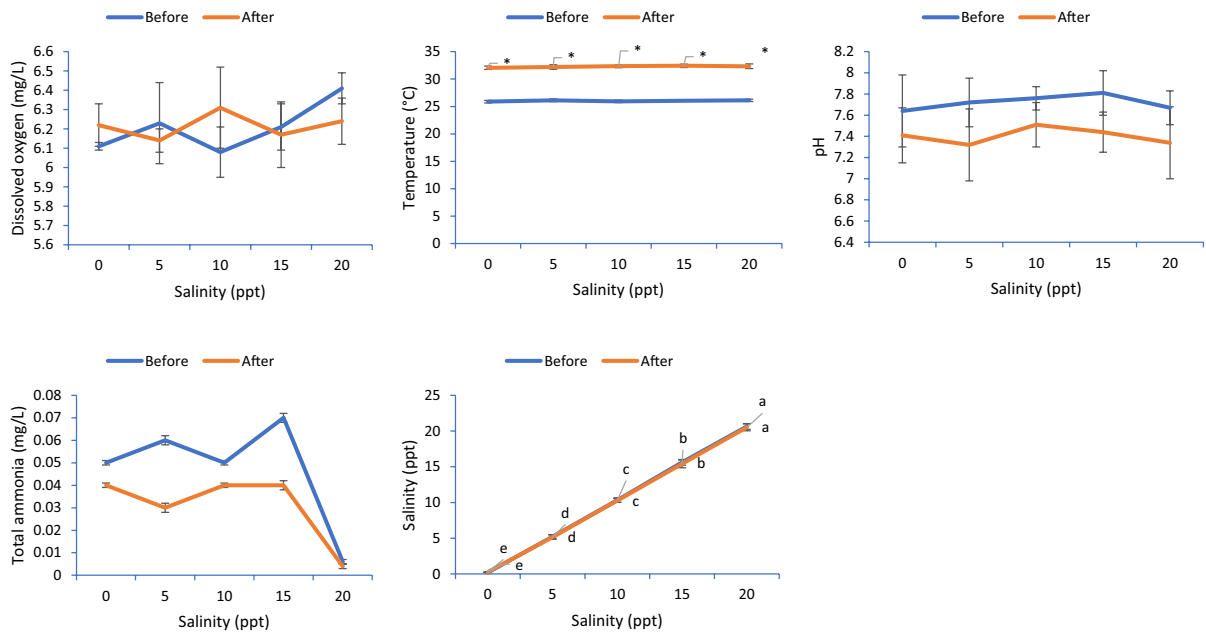 Before After
Dissolved oxygen (mg/L)
6.6
6.5
6.4
6.3
6.2
6.1
6
5.9
5.8
5.7
5.6
0 5 10 15 20
Salinity (ppt)
Before After
Temperature (°C)
35
30
25
20
15
10
5
0
* * * * *
0 5 10 15 20
Salinity (ppt)
Before After
pH
8.2
8
7.8
7.6
7.4
7.2
7
6.8
6.6
6.4
0 5 10 15 20
Salinity (ppt)
Before After
Total ammonia (mg/L)
0.08
0.07
0.06
0.05
0.04
0.03
0.02
0.01
0
0 5 10 15 20
Salinity (ppt)
Before After
Salinity (ppt)
25
20
15
10
5
0
a
a
b
b
c
c
d
d
e
e
0 5 10 15 20
Salinity (ppt)